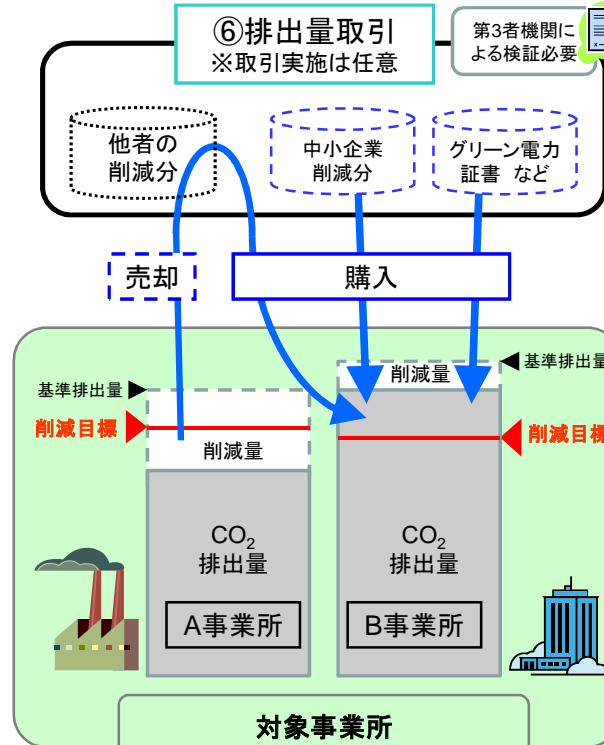 ⑥排出量取引
※取引実施は任意
第3者機関に
よる検証必要
他者の
削減分
中小企業
削減分
グリーン電力
証書 など
売却
購入
基準排出量
削減量
基準排出量
削減目標
削減量
削減目標
CO₂
排出量
CO₂
排出量
A事業所
B事業所
対象事業所